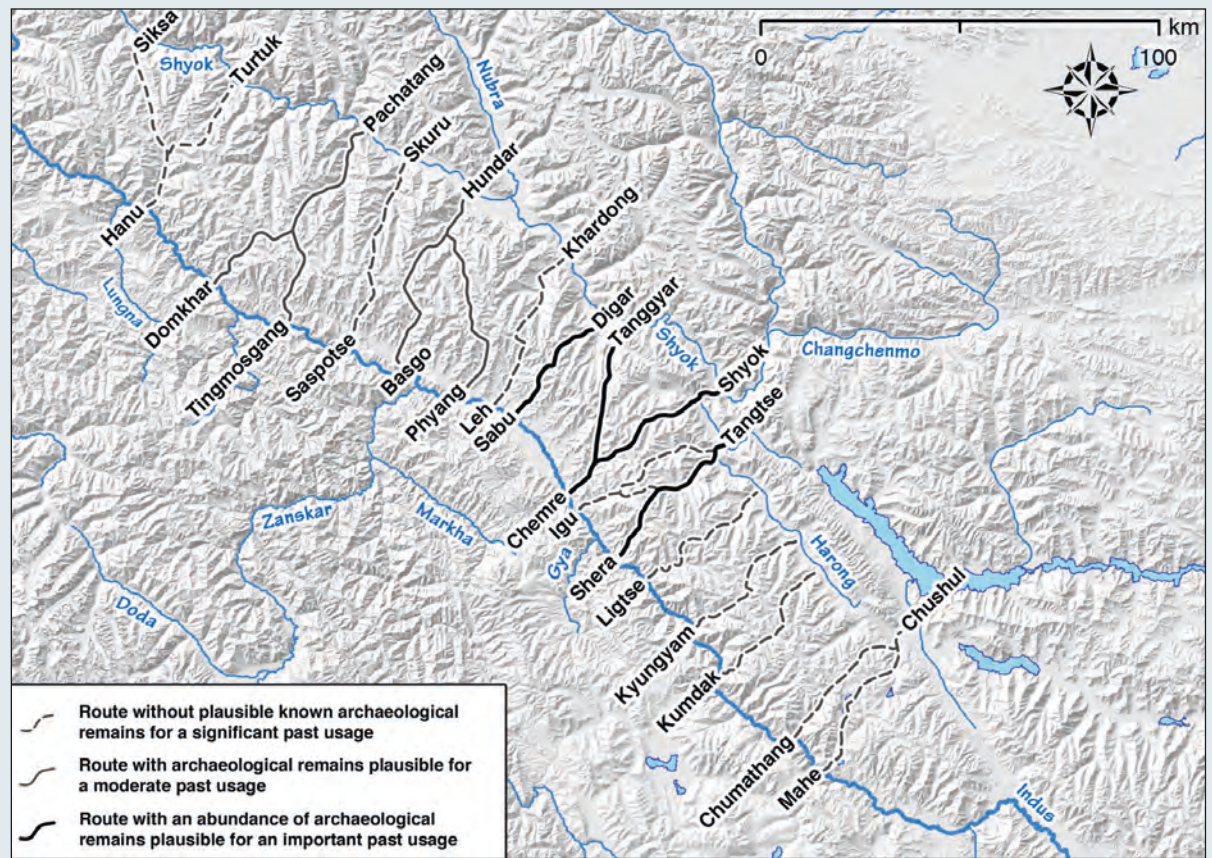 km
0
100
Siksa
Shyok
Turtuk
Nubra
Pachatang
Skuru
Hundar
Khardong
Hanu
Lungna
Domkhar
Tingmosgang
Saspotse
Basgo
Phyang
Leh
Sabu
Digar
Tanggyar
Shyok
Shyok
Changchenmo
Tangtse
Chemre
Igu
Gya
Shera
Ligtse
Zanskar
Markha
Doda
Harong
Chushul
Kyungyam
Kumdak
Chumathang
Mahe
Indus
Route without plausible known archaeological
remains for a significant past usage
Route with archaeological remains plausible for
a moderate past usage
Route with an abundance of archaeological
remains plausible for an important past usage